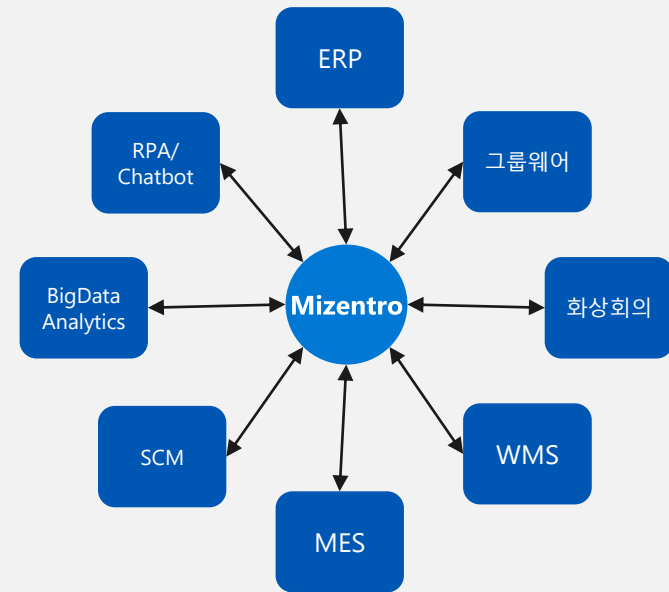 ERP
RPA/
Chatbot
그룹웨어
BigData
Analytics
Mizentro
화상회의
SCM
WMS
MES